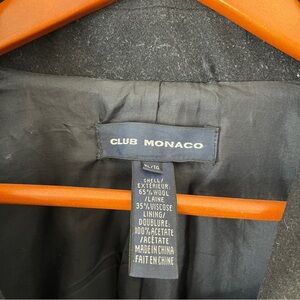 CLUB MONACO
SHELL/
EXTERIEUR:
65% WOOL
/LAINE
35% VISCOSE
LINING/
DOUBLURE:
100% ACETATE
/ACÉTATE
MADE IN CHINA
FAIT EN CHINE